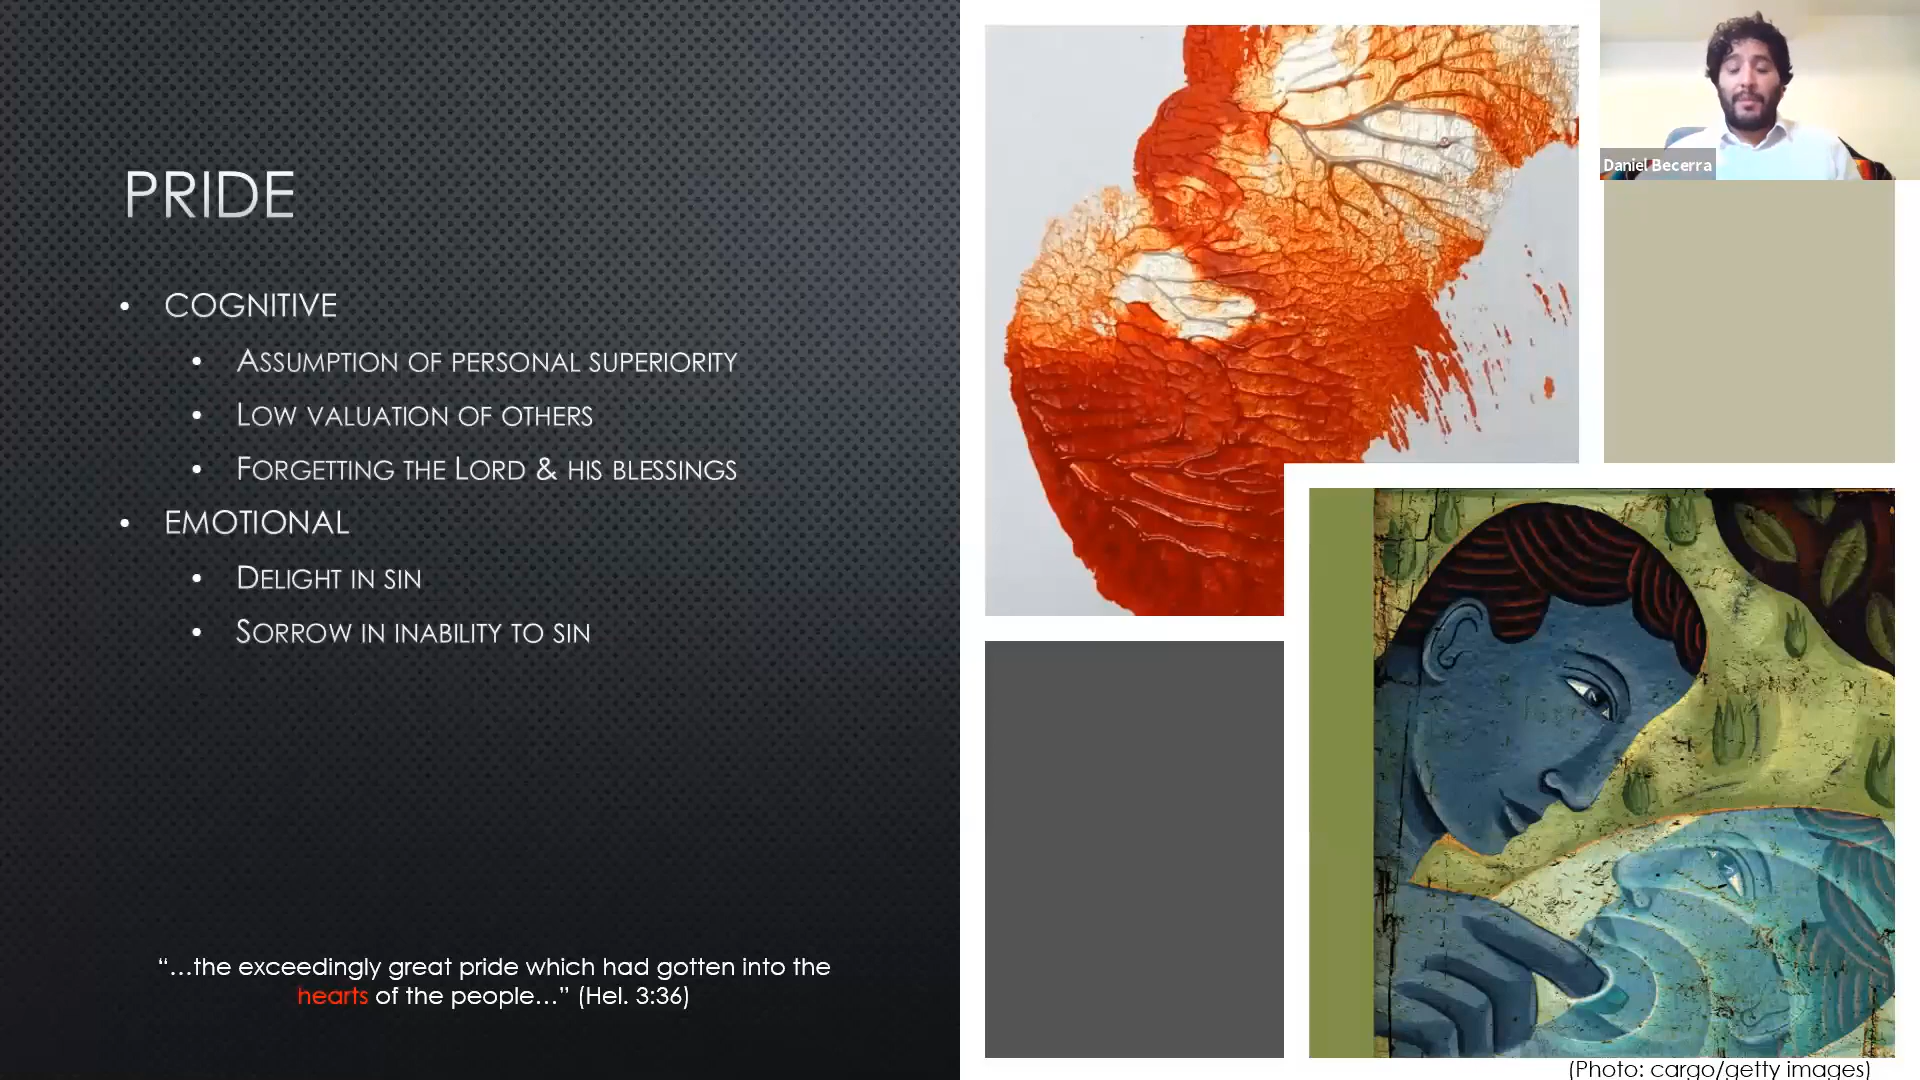 PRIDE
• COGNITIVE
• ASSUMPTION OF PERSONAL SUPERIORITY
• LOW VALUATION OF OTHERS
• FORGETTING THE LORD & HIS BLESSINGS
• EMOTIONAL
• DELIGHT IN SIN
• SORROW IN INABILITY TO SIN
“…the exceedingly great pride which had gotten into the
hearts of the people…” (Hel. 3:36)
Daniel Becerra
(Photo: cargo/getty images)